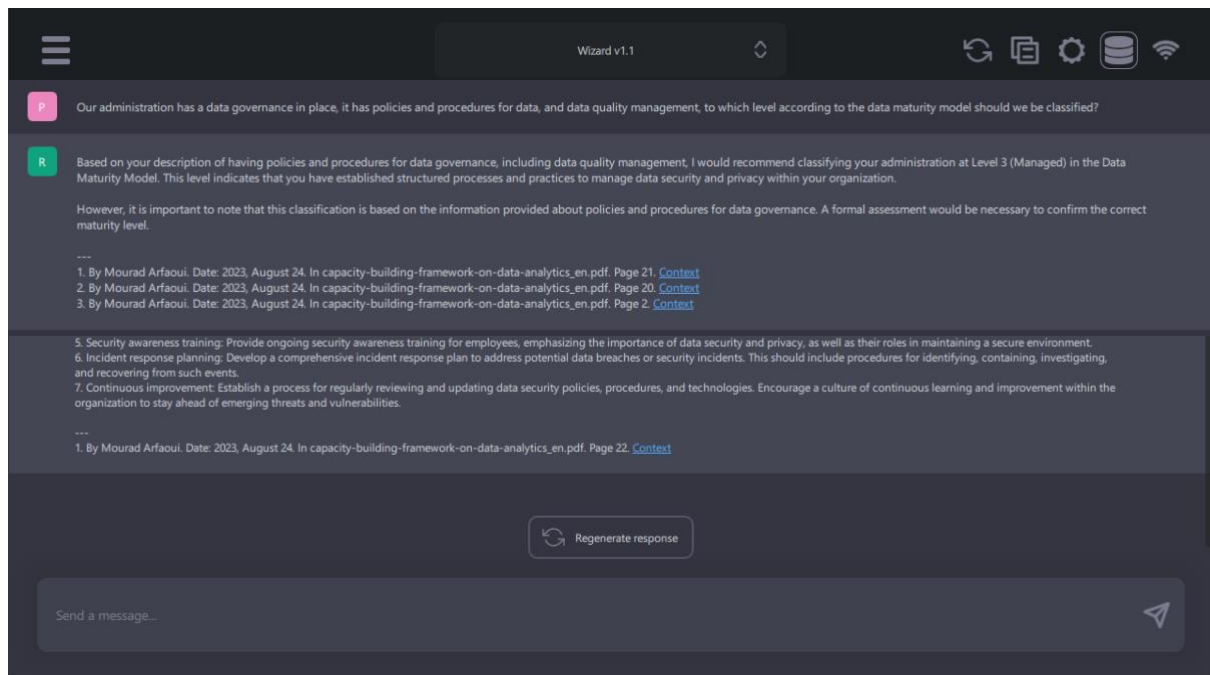 Wizard v1.1
P
Our administration has a data governance in place, it has policies and procedures for data, and data quality management, to which level according to the data maturity model should we be classified?
R
Based on your description of having policies and procedures for data governance, including data quality management, I would recommend classifying your administration at Level 3 (Managed) in the Data
Maturity Model. This level indicates that you have established structured processes and practices to manage data security and privacy within your organization.
However, it is important to note that this classification is based on the information provided about policies and procedures for data governance. A formal assessment would be necessary to confirm the correct
maturity level.
---
1. By Mourad Arfaoui. Date: 2023, August 24. In capacity-building-framework-on-data-analytics_en.pdf. Page 21. Context
2. By Mourad Arfaoui. Date: 2023, August 24. In capacity-building-framework-on-data-analytics_en.pdf. Page 20. Context
3. By Mourad Arfaoui. Date: 2023, August 24. In capacity-building-framework-on-data-analytics_en.pdf. Page 2. Context
5. Security awareness training: Provide ongoing security awareness training for employees, emphasizing the importance of data security and privacy, as well as their roles in maintaining a secure environment.
6. Incident response planning: Develop a comprehensive incident response plan to address potential data breaches or security incidents. This should include procedures for identifying, containing, investigating,
and recovering from such events.
7. Continuous improvement: Establish a process for regularly reviewing and updating data security policies, procedures, and technologies. Encourage a culture of continuous learning and improvement within the
organization to stay ahead of emerging threats and vulnerabilities.
---
1. By Mourad Arfaoui. Date: 2023, August 24. In capacity-building-framework-on-data-analytics_en.pdf. Page 22. Context
Regenerate response
Send a message...